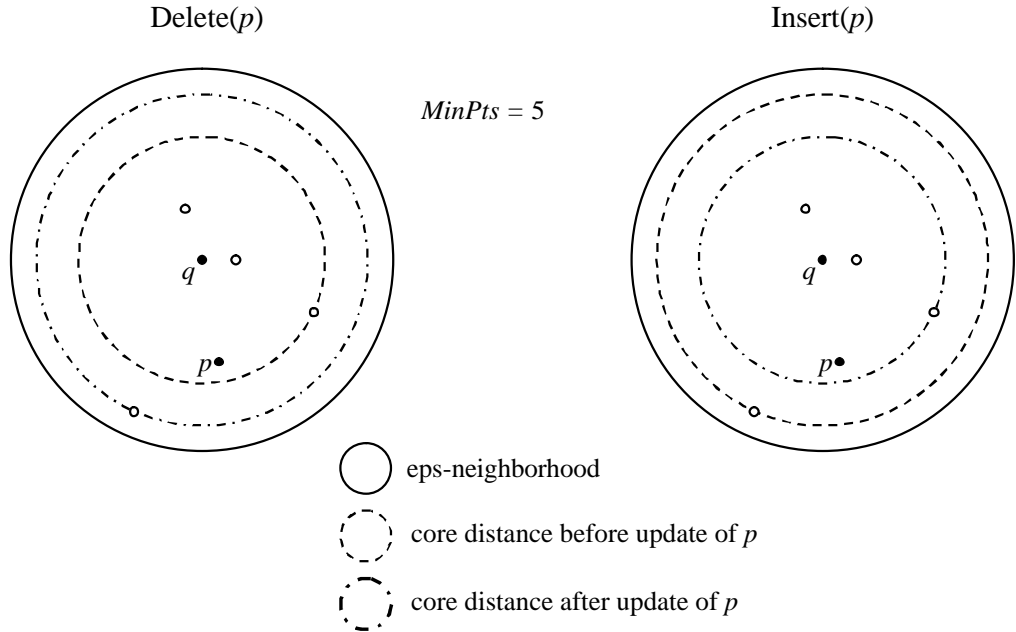 Delete(p)
Insert(p)
MinPts = 5
q
p
q
p
eps-neighborhood
core distance before update of p
core distance after update of p